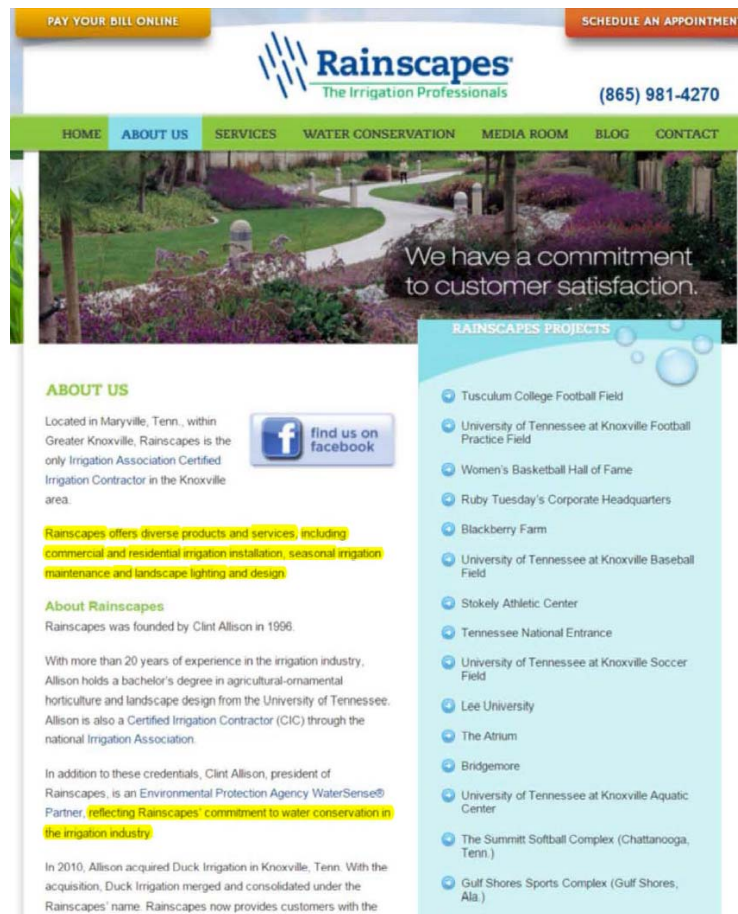 PAY YOUR BILL ONLINE
SCHEDULE AN APPOINTMEN
Rainscapes
The Irrigation Professionals
(865) 981-4270
HOME ABOUT US SERVICES WATER CONSERVATION MEDIA ROOM BLOG CONTACT
We have a commitment
to customer satisfaction.
ABOUT US
Located in Maryville, Tenn., within
Greater Knoxville, Rainscapes is the
only Irrigation Association Certified
Irrigation Contractor in the Knoxville
area.
find us on
facebook
Rainscapes offers diverse products and services, including
commercial and residential irrigation installation, seasonal irrigation
maintenance and landscape lighting and design.
About Rainscapes
Rainscapes was founded by Clint Allison in 1996.
With more than 20 years of experience in the irrigation industry,
Allison holds a bachelor's degree in agricultural-ornamental
horticulture and landscape design from the University of Tennessee.
Allison is also a Certified Irrigation Contractor (CIC) through the
national Irrigation Association.
In addition to these credentials, Clint Allison, president of
Rainscapes, is an Environmental Protection Agency WaterSense®
Partner, reflecting Rainscapes' commitment to water conservation in
the irrigation industry.
In 2010, Allison acquired Duck Irrigation in Knoxville, Tenn. With the
acquisition, Duck Irrigation merged and consolidated under the
Rainscapes' name. Rainscapes now provides customers with the
RAINSCAPES PROJECTS
Tusculum College Football Field
University of Tennessee at Knoxville Football
Practice Field
Women's Basketball Hall of Fame
Ruby Tuesday's Corporate Headquarters
Blackberry Farm
University of Tennessee at Knoxville Baseball
Field
Stokely Athletic Center
Tennessee National Entrance
University of Tennessee at Knoxville Soccer
Field
Lee University
The Atrium
Bridgemore
University of Tennessee at Knoxville Aquatic
Center
The Summitt Softball Complex (Chattanooga,
Tenn.)
Gulf Shores Sports Complex (Gulf Shores,
Ala.)